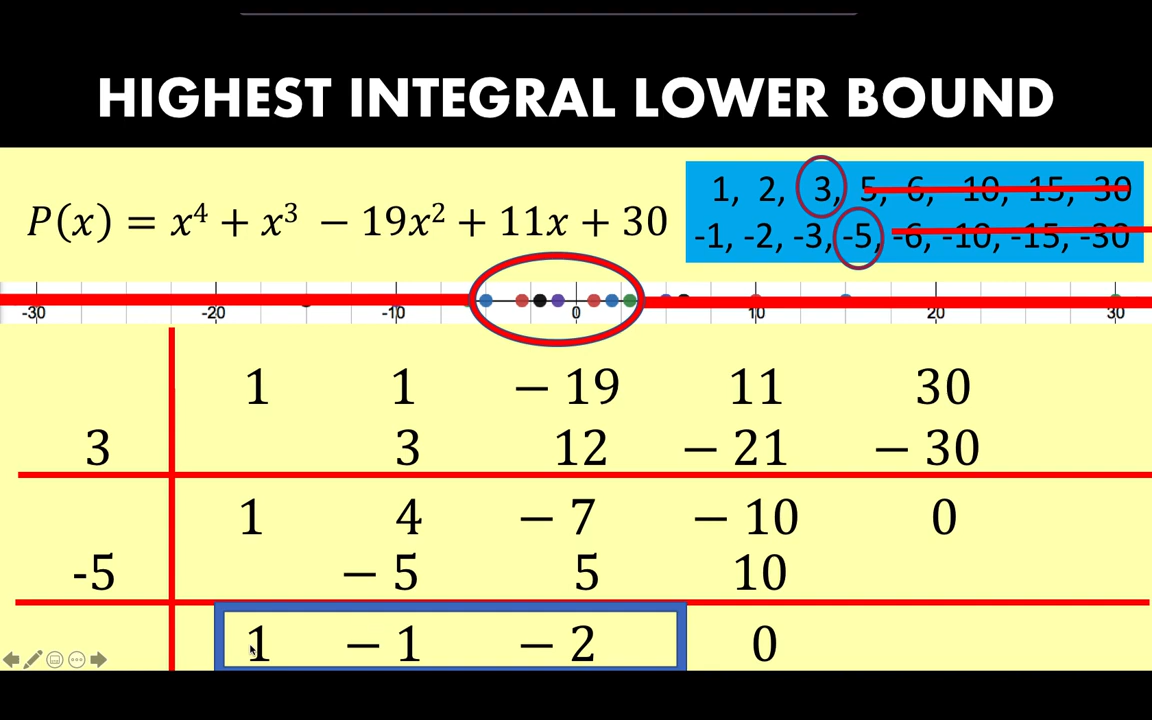 HIGHEST INTEGRAL LOWER BOUND
P(x) = x⁴ + x³ − 19x² + 11x + 30
1, 2, 3, 5, 6, 10, 15, 30
-1, -2, -3, -5, -6, -10, -15, -30
-30 -20 -10 0 10 20 30
1 1 − 19 11 30
3 3 12 − 21 − 30
1 4 − 7 − 10 0
-5 − 5 5 10
1 − 1 − 2 0